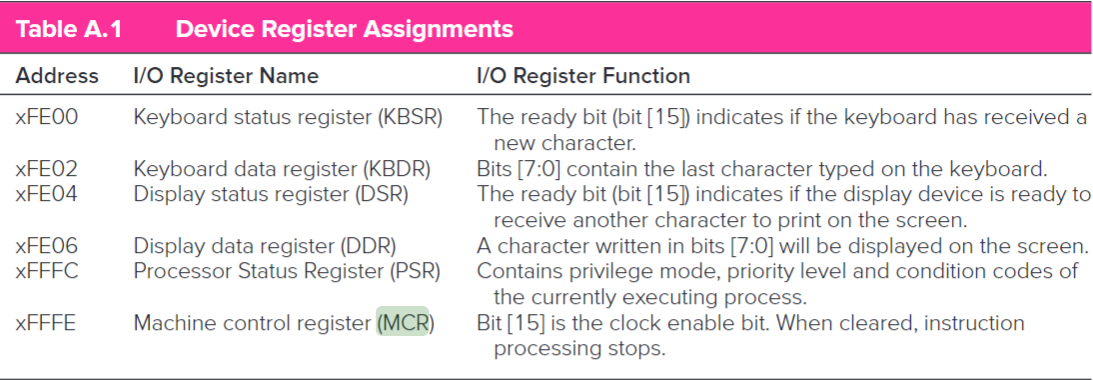 Table A.1 Device Register Assignments
Address I/O Register Name I/O Register Function
xFE00 Keyboard status register (KBSR) The ready bit (bit [15]) indicates if the keyboard has received a
new character.
xFE02 Keyboard data register (KBDR) Bits [7:0] contain the last character typed on the keyboard.
xFE04 Display status register (DSR) The ready bit (bit [15]) indicates if the display device is ready to
receive another character to print on the screen.
xFE06 Display data register (DDR) A character written in bits [7:0] will be displayed on the screen.
xFFFC Processor Status Register (PSR) Contains privilege mode, priority level and condition codes of
the currently executing process.
xFFFE Machine control register (MCR) Bit [15] is the clock enable bit. When cleared, instruction
processing stops.